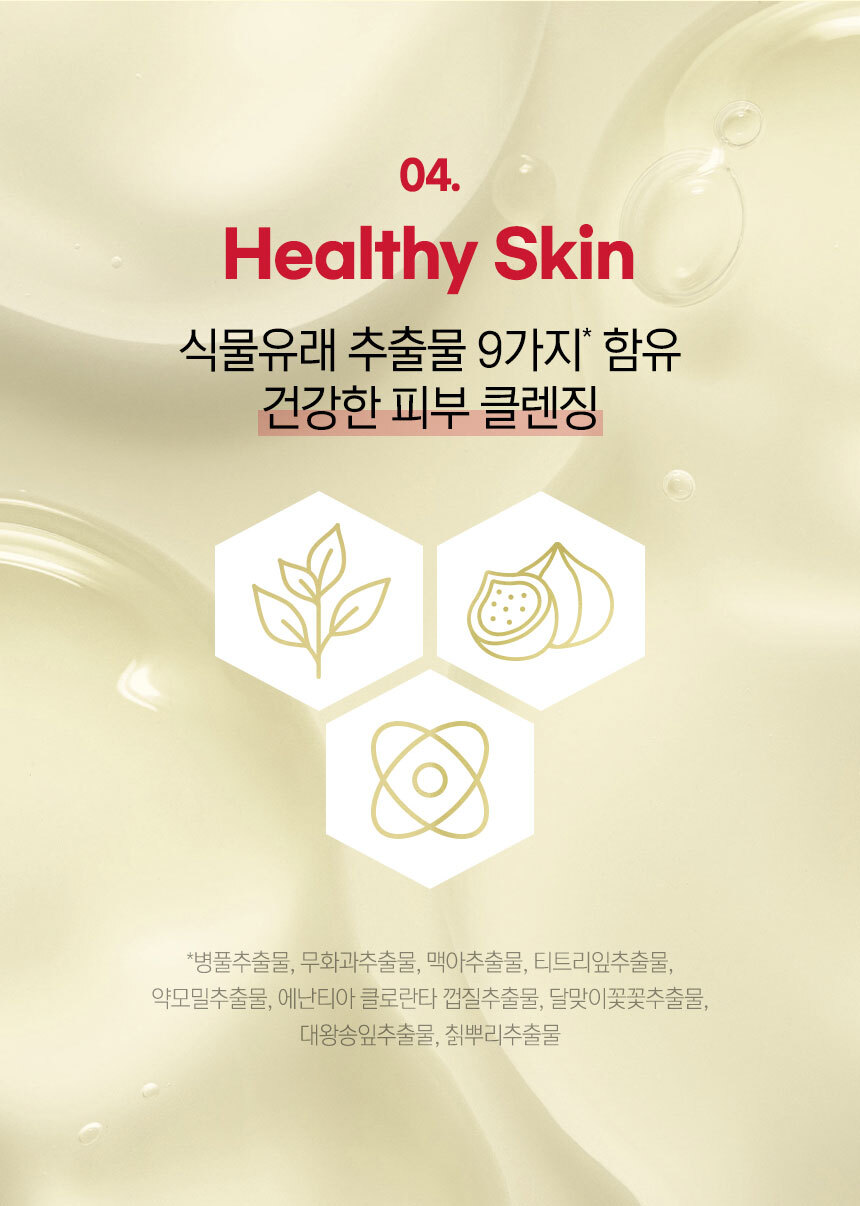 04.
Healthy Skin
식물유래 추출물 9가지* 함유
건강한 피부 클렌징
*병풀추출물, 무화과추출물, 맥아추출물, 티트리잎추출물,
약모밀추출물, 에난티아 클로란타 껍질추출물, 달맞이꽃꽃추출물,
대왕송잎추출물, 칡뿌리추출물